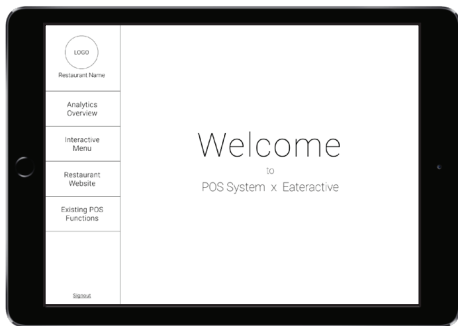 LOGO
Restaurant Name
Analytics
Overview
Interactive
Menu
Restaurant
Website
Existing POS
Functions
Signout
Welcome
to
POS System x Eateractive